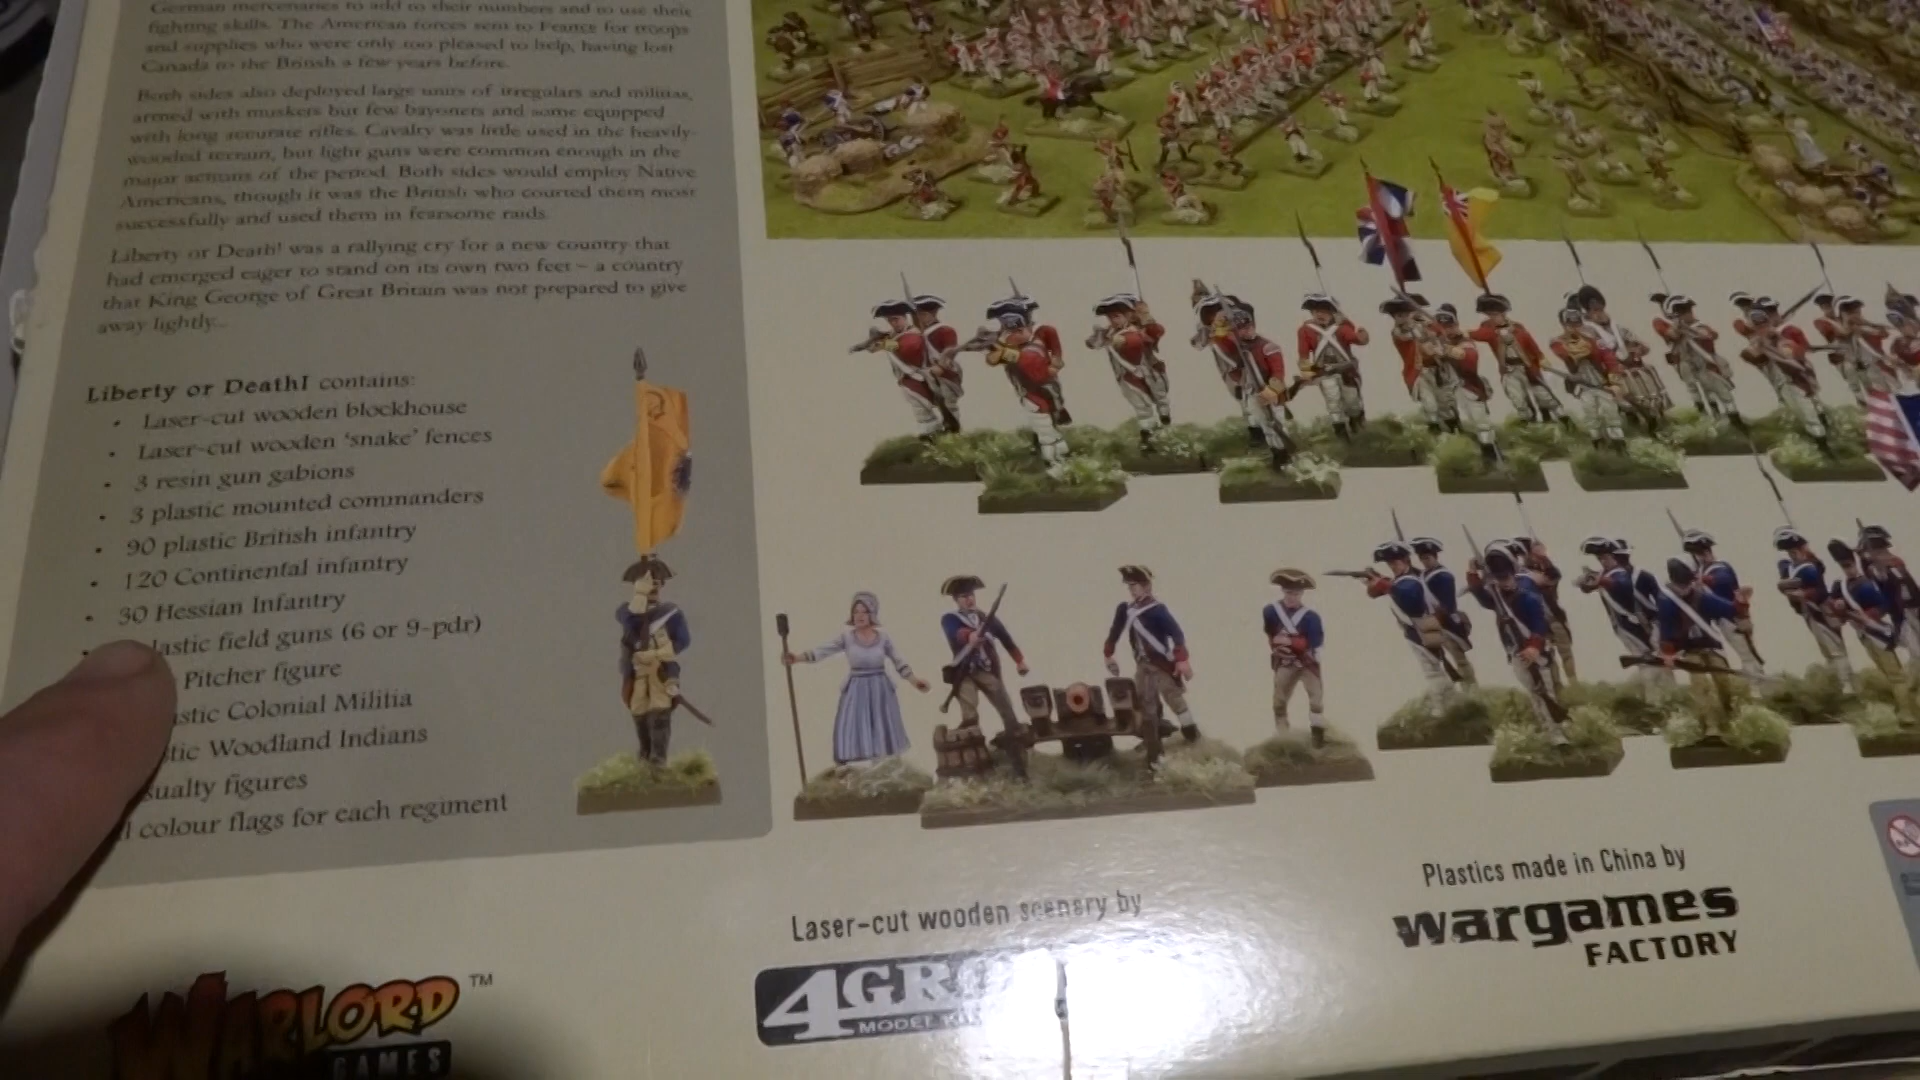 German mercenaries to add to their numbers and to use their
fighting skills. The American forces sent to France for troops
and supplies who were only too pleased to help, having lost
Canada to the British a few years before.
Both sides also deployed large units of irregulars and militias,
armed with muskets but few bayonets and some equipped
with long accurate rifles. Cavalry was little used in the heavily-
wooded terrain, but light guns were common enough in the
major actions of the period. Both sides would employ Native
Americans, though it was the British who courted them most
successfully and used them in fearsome raids.
Liberty or Death! was a rallying cry for a new country that
had emerged eager to stand on its own two feet – a country
that King George of Great Britain was not prepared to give
away lightly...
Liberty or Death! contains:
• Laser-cut wooden blockhouse
• Laser-cut wooden 'snake' fences
• 3 resin gun gabions
• 3 plastic mounted commanders
• 90 plastic British infantry
• 120 Continental infantry
• 30 Hessian Infantry
• lastic field guns (6 or 9-pdr)
Pitcher figure
astic Colonial Militia
stic Woodland Indians
sualty figures
l colour flags for each regiment
WARLORD™
GAMES
Laser-cut wooden scenery by
4GR
MODEL
Plastics made in China by
wargames
FACTORY